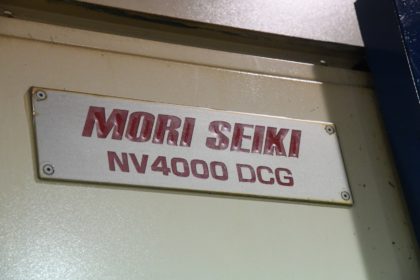 MORI SEIKI
NV4000 DCG